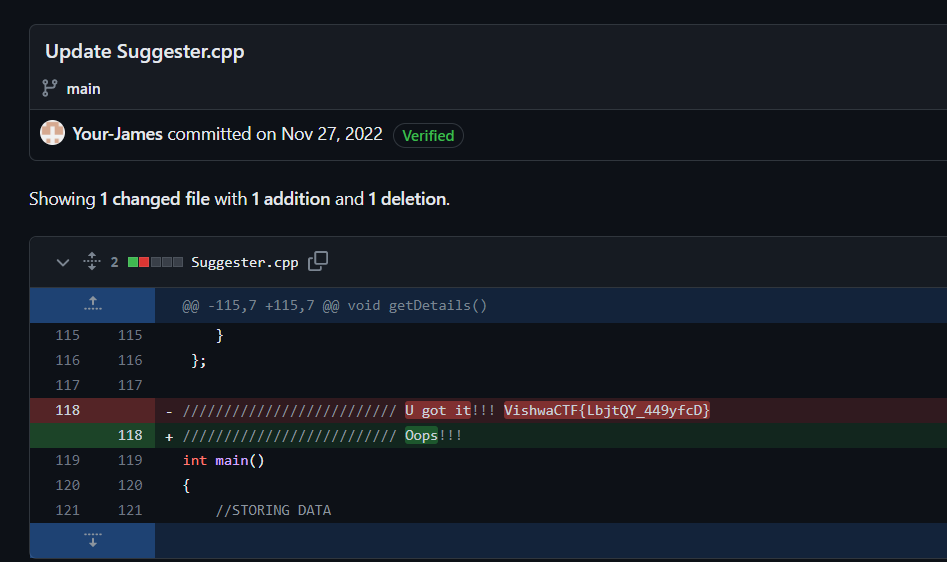 Update Suggester.cpp
main
Your-James committed on Nov 27, 2022 Verified
Showing 1 changed file with 1 addition and 1 deletion.
2 Suggester.cpp
@@ -115,7 +115,7 @@ void getDetails()
115 115 }
116 116 };
117 117
118 - ////////////////////////// U got it!!! VishwaCTF{LbjtQY_449yfcD}
118 + ////////////////////////// Oops!!!
119 119 int main()
120 120 {
121 121 //STORING DATA